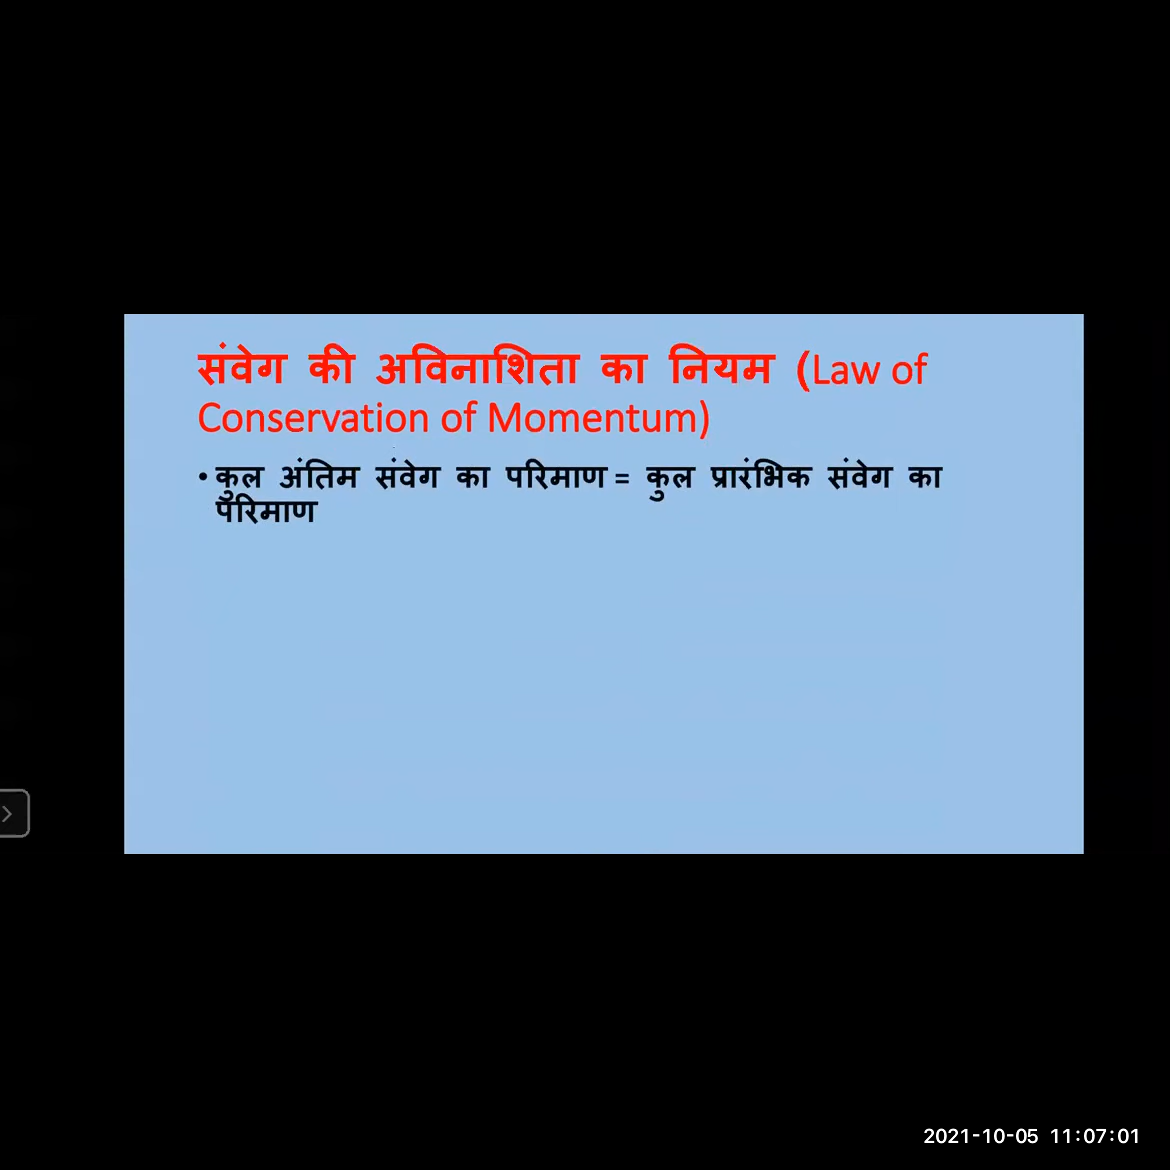 संवेग की अविनाशिता का नियम (Law of
Conservation of Momentum)
• कुल अंतिम संवेग का परिमाण = कुल प्रारंभिक संवेग का
परिमाण
2021-10-05 11:07:01